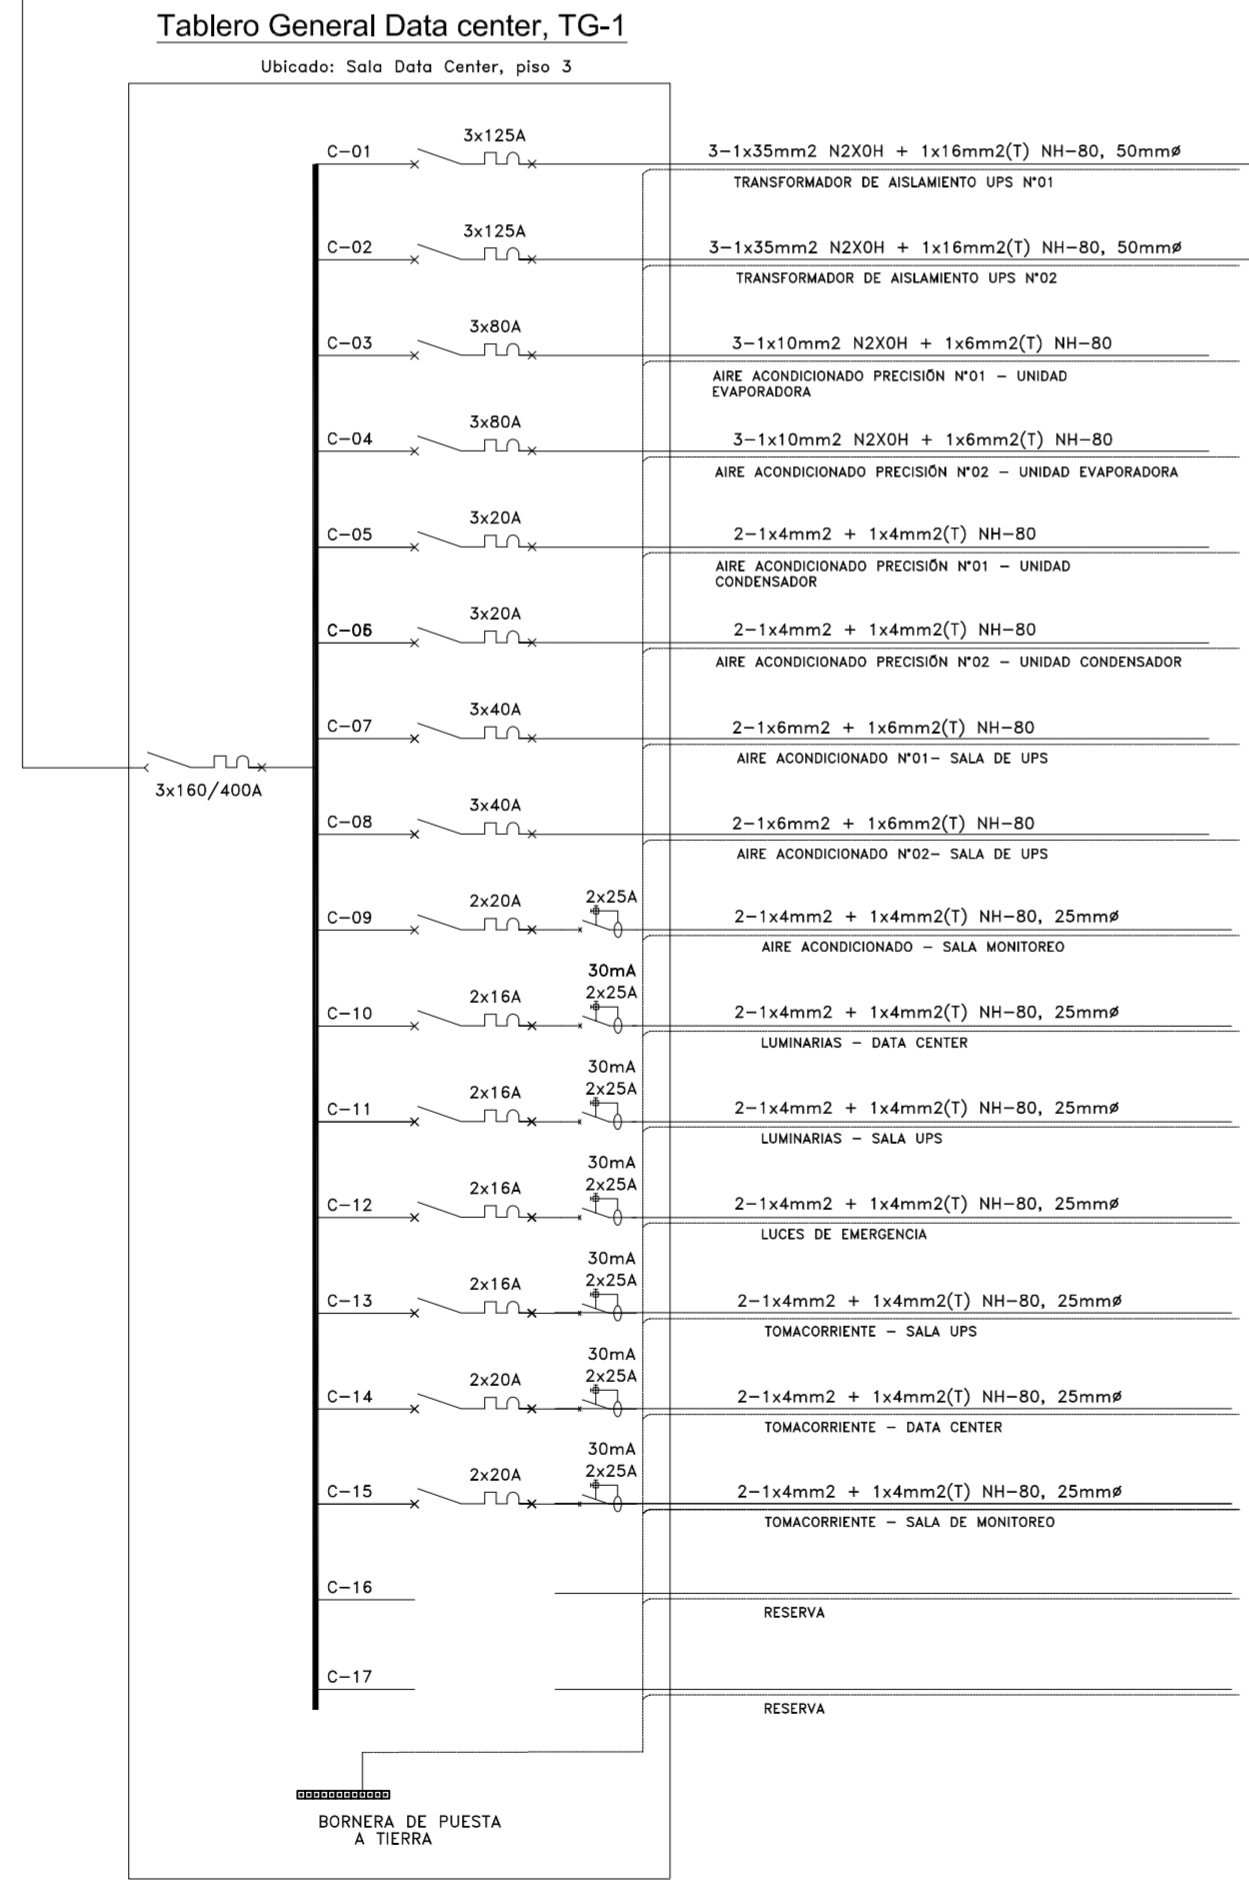 Tablero General Data center, TG-1
Ubicado: Sala Data Center, piso 3
C-01
3x125A
3-1x35mm2 N2XOH + 1x16mm2(T) NH-80, 50mmø
TRANSFORMADOR DE AISLAMIENTO UPS N°01
C-02
3x125A
3-1x35mm2 N2XOH + 1x16mm2(T) NH-80, 50mmø
TRANSFORMADOR DE AISLAMIENTO UPS N°02
C-03
3x80A
3-1x10mm2 N2XOH + 1x6mm2(T) NH-80
AIRE ACONDICIONADO PRECISIÓN N°01 - UNIDAD
EVAPORADORA
C-04
3x80A
3-1x10mm2 N2XOH + 1x6mm2(T) NH-80
AIRE ACONDICIONADO PRECISIÓN N°02 - UNIDAD EVAPORADORA
C-05
3x20A
2-1x4mm2 + 1x4mm2(T) NH-80
AIRE ACONDICIONADO PRECISIÓN N°01 - UNIDAD
CONDENSADOR
C-06
3x20A
2-1x4mm2 + 1x4mm2(T) NH-80
AIRE ACONDICIONADO PRECISIÓN N°02 - UNIDAD CONDENSADOR
C-07
3x40A
2-1x6mm2 + 1x6mm2(T) NH-80
AIRE ACONDICIONADO N°01- SALA DE UPS
3x160/400A
C-08
3x40A
2-1x6mm2 + 1x6mm2(T) NH-80
AIRE ACONDICIONADO N°02- SALA DE UPS
C-09
2x20A
2x25A
2-1x4mm2 + 1x4mm2(T) NH-80, 25mmø
AIRE ACONDICIONADO - SALA MONITOREO
30mA
C-10
2x16A
2x25A
2-1x4mm2 + 1x4mm2(T) NH-80, 25mmø
LUMINARIAS - DATA CENTER
30mA
C-11
2x16A
2x25A
2-1x4mm2 + 1x4mm2(T) NH-80, 25mmø
LUMINARIAS - SALA UPS
30mA
C-12
2x16A
2x25A
2-1x4mm2 + 1x4mm2(T) NH-80, 25mmø
LUCES DE EMERGENCIA
30mA
C-13
2x16A
2x25A
2-1x4mm2 + 1x4mm2(T) NH-80, 25mmø
TOMACORRIENTE - SALA UPS
30mA
C-14
2x20A
2x25A
2-1x4mm2 + 1x4mm2(T) NH-80, 25mmø
TOMACORRIENTE - DATA CENTER
30mA
C-15
2x20A
2x25A
2-1x4mm2 + 1x4mm2(T) NH-80, 25mmø
TOMACORRIENTE - SALA DE MONITOREO
C-16
RESERVA
C-17
RESERVA
BORNERA DE PUESTA
A TIERRA